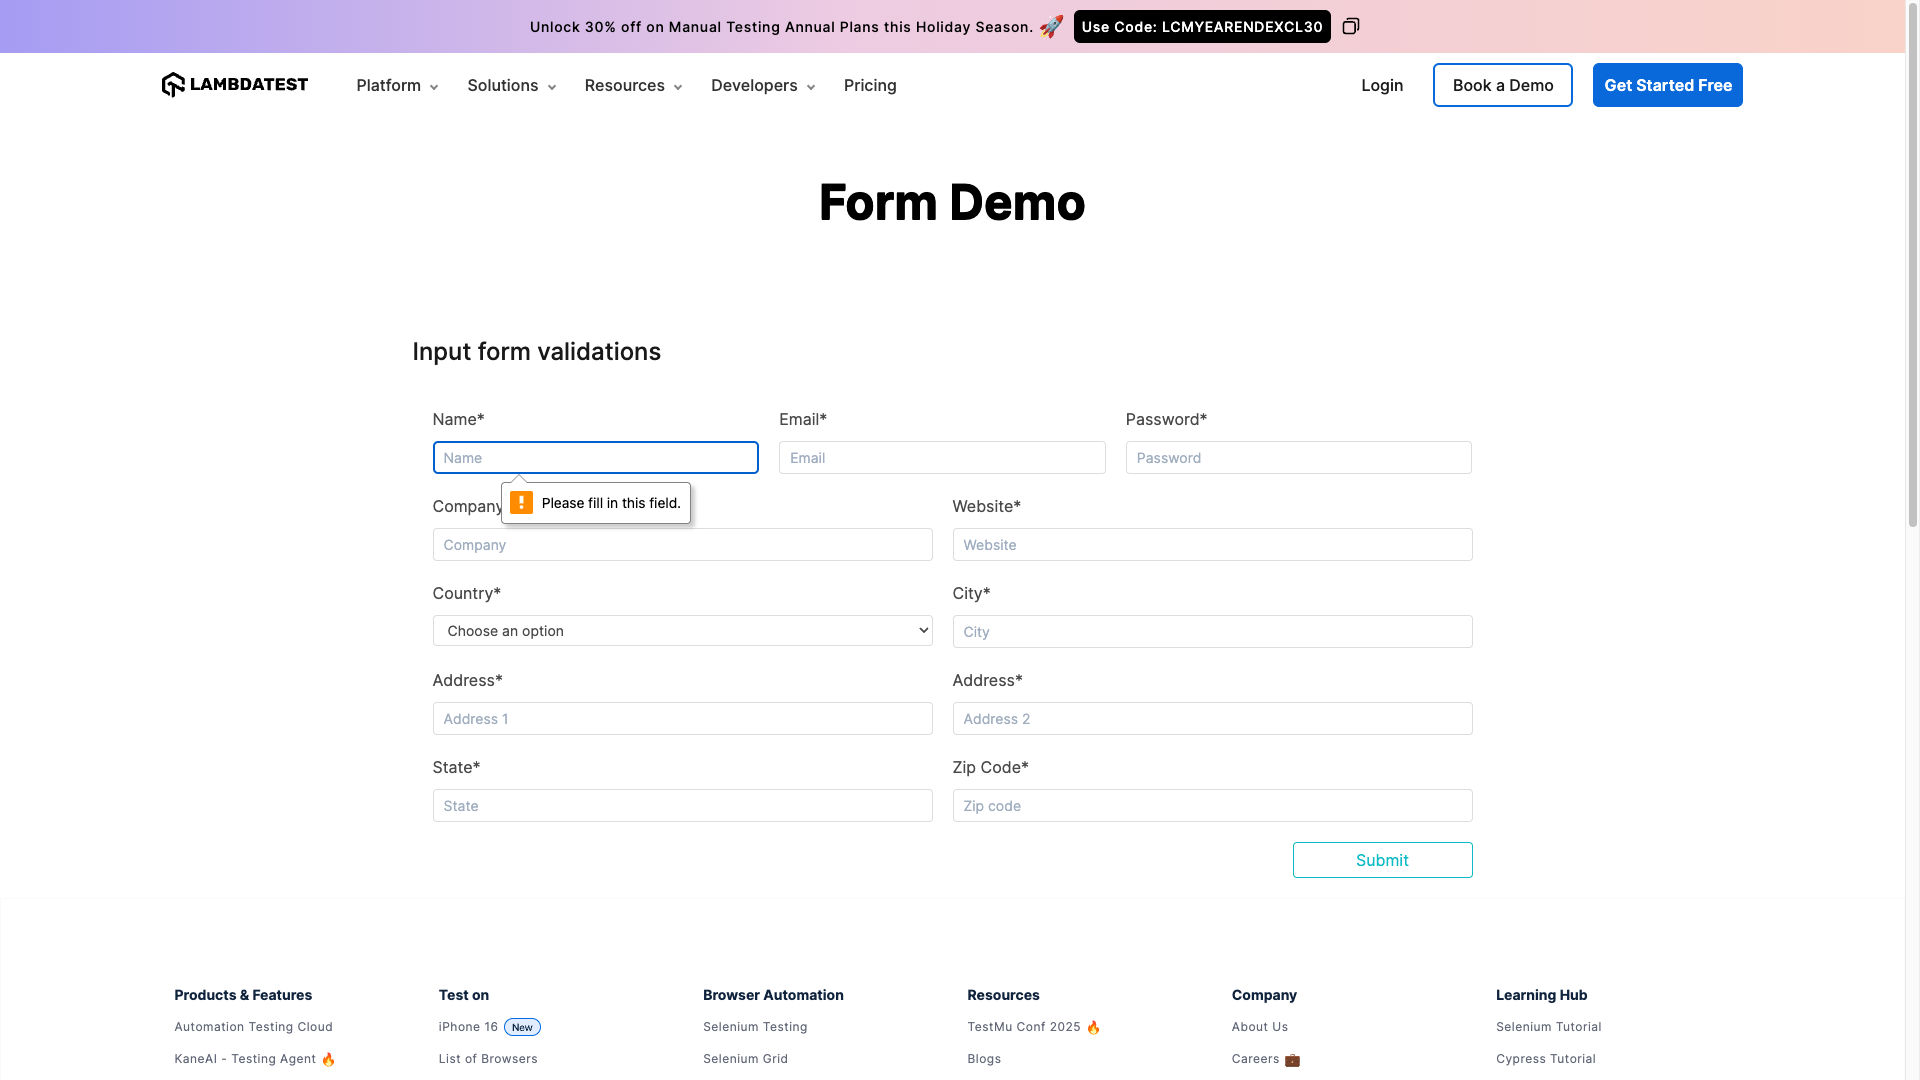 Unlock 30% off on Manual Testing Annual Plans this Holiday Season. 🚀 Use Code: LCMYEARENDEXCL30
LAMBDATEST Platform Solutions Resources Developers Pricing Login Book a Demo Get Started Free
Form Demo
Input form validations
Name* Email* Password*
Name Email Password
Please fill in this field.
Company Website*
Company Website
Country* City*
Choose an option City
Address* Address*
Address 1 Address 2
State* Zip Code*
State Zip code
Submit
Products & Features Test on Browser Automation Resources Company Learning Hub
Automation Testing Cloud iPhone 16 New Selenium Testing TestMu Conf 2025 🔥 About Us Selenium Tutorial
KaneAI - Testing Agent 🔥 List of Browsers Selenium Grid Blogs Careers 💼 Cypress Tutorial